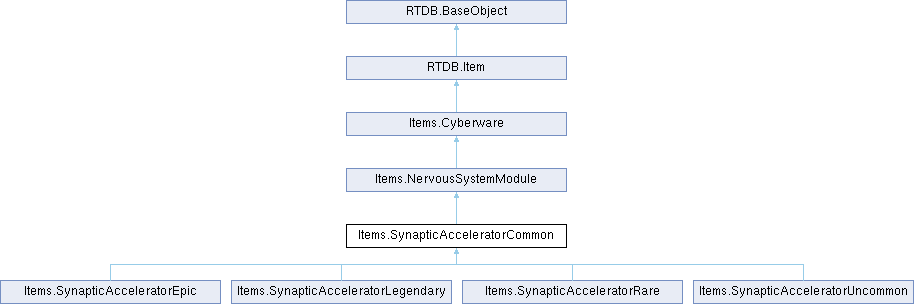 RTDB.BaseObject
RTDB.Item
Items.Cyberware
Items.NervousSystemModule
Items.SynapticAcceleratorCommon
Items.SynapticAcceleratorEpic
Items.SynapticAcceleratorLegendary
Items.SynapticAcceleratorRare
Items.SynapticAcceleratorUncommon